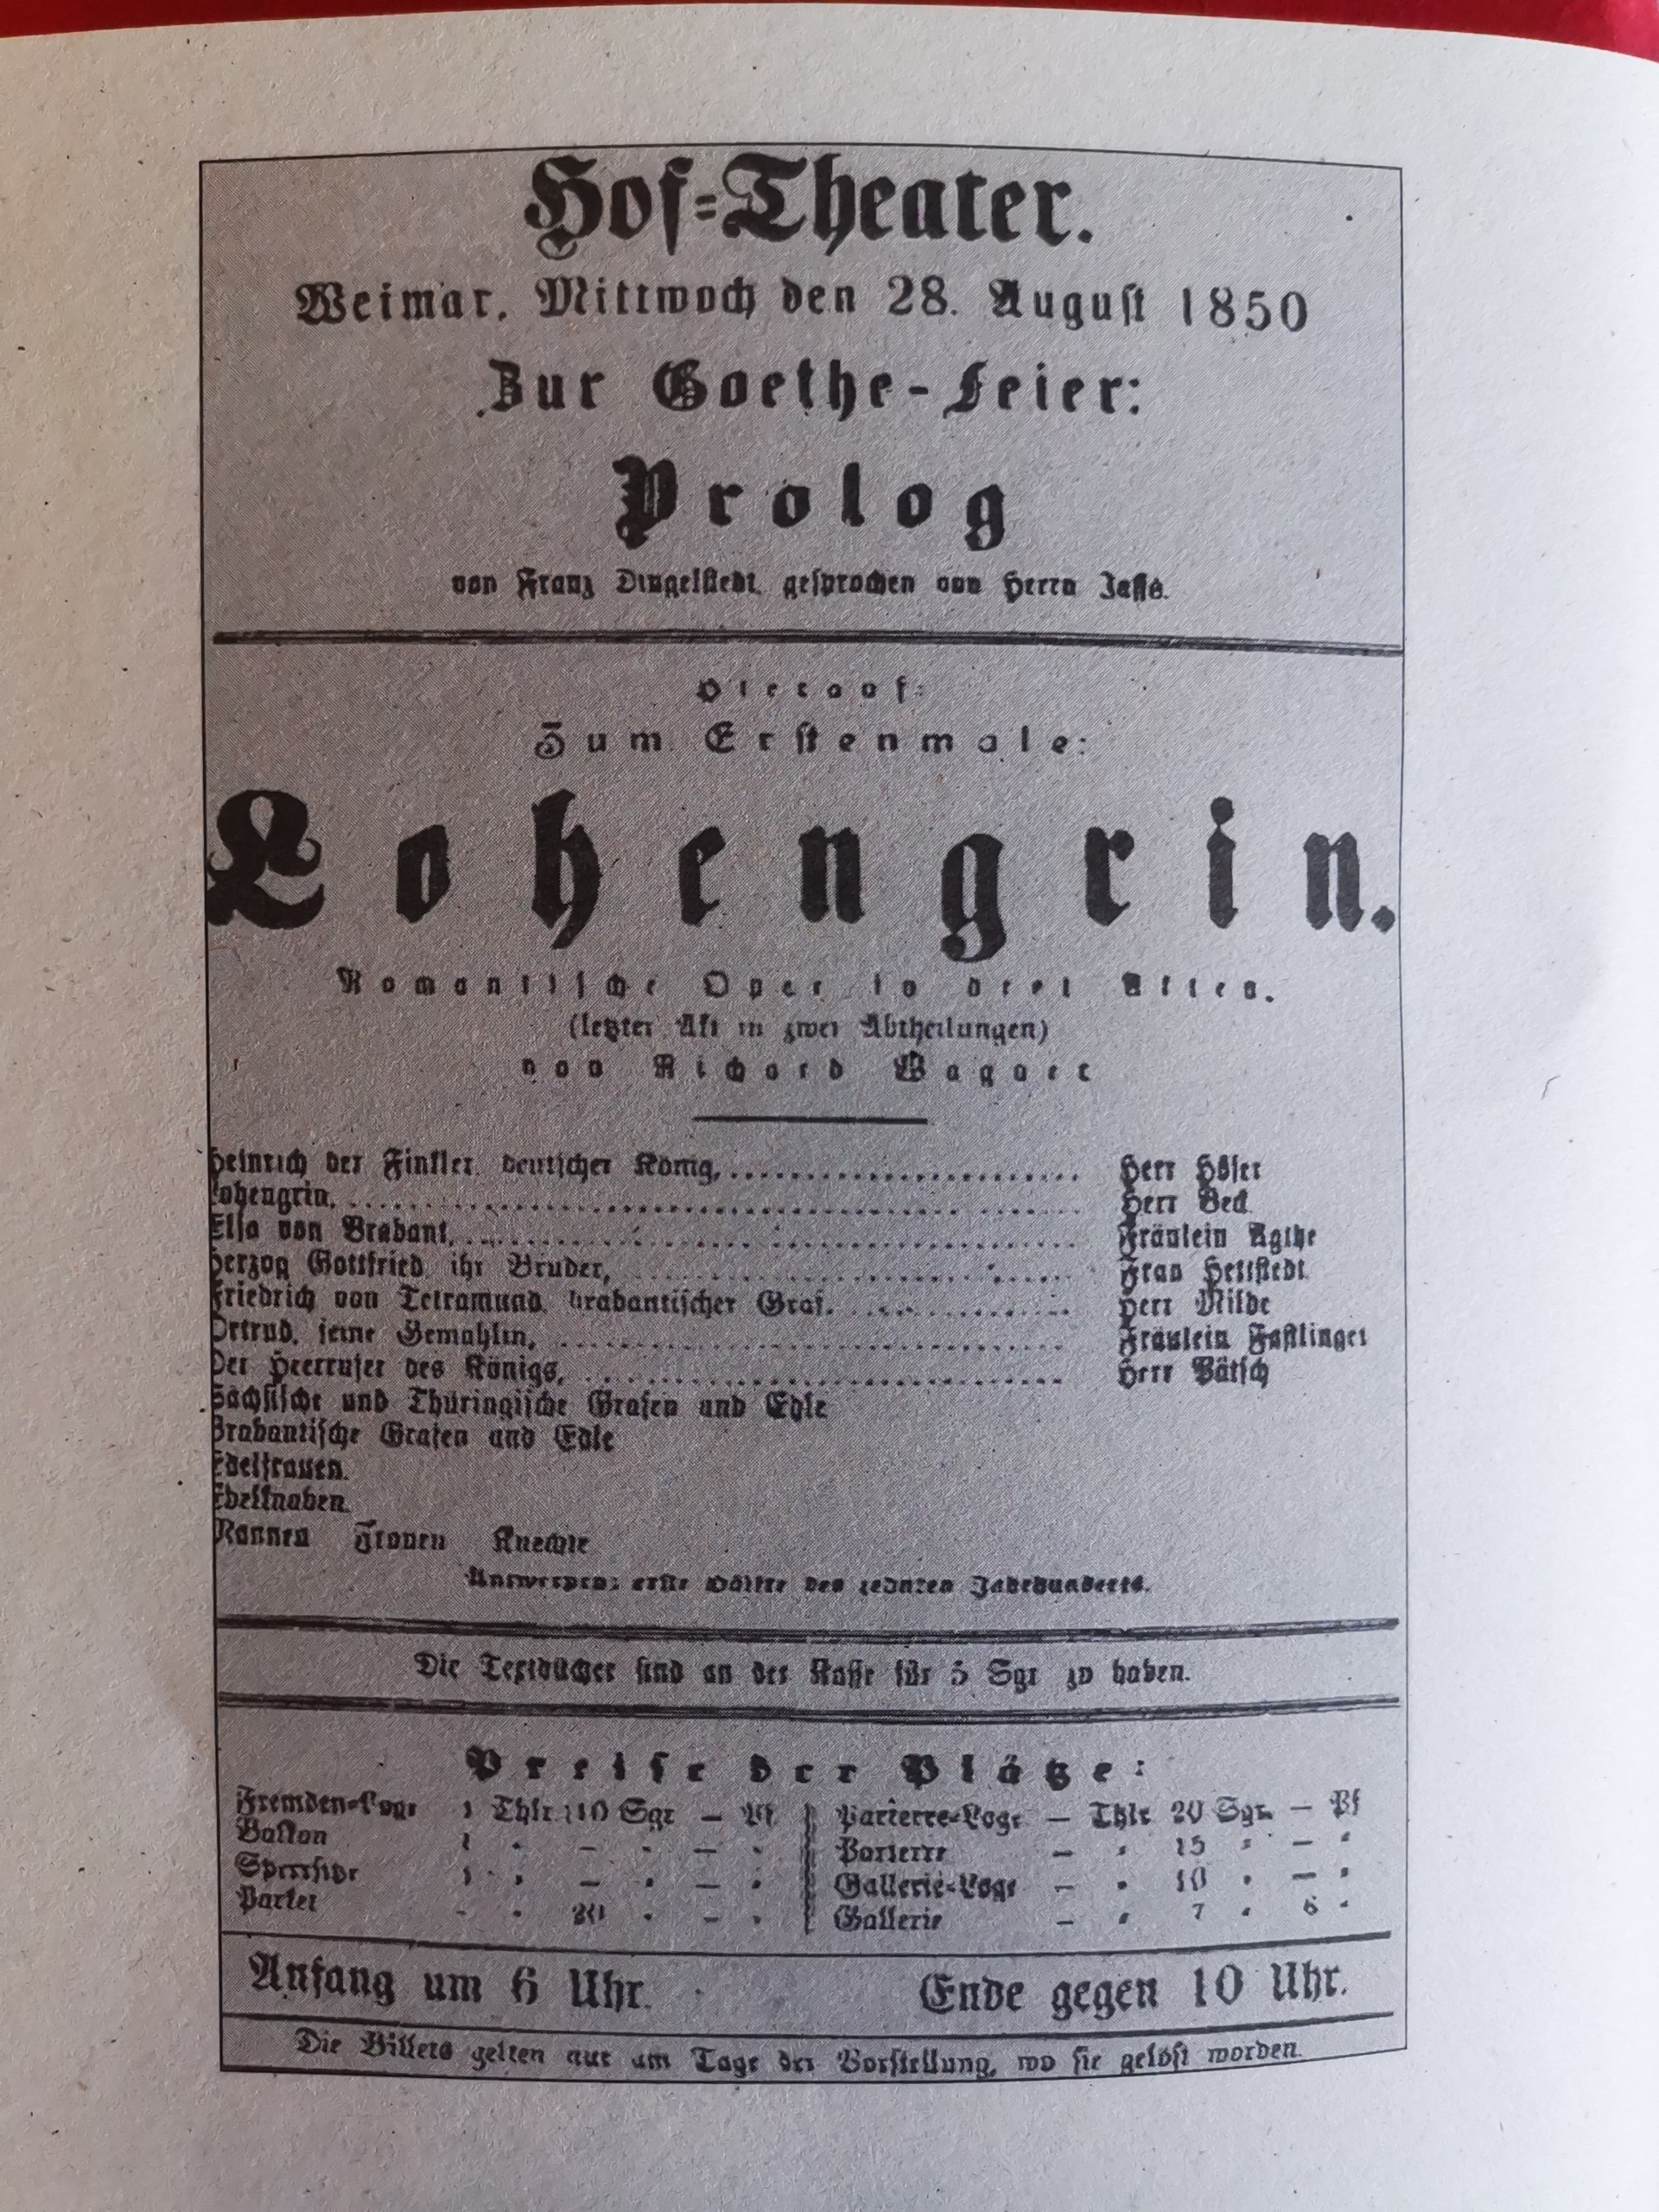 Hof=Theater.
Weimar, Mittwoch den 28. August 1850
Zur Goethe-Feier:
Prolog
von Franz Dingelstedt, gesprochen von Herrn Jaffé.
Hierauf:
Zum Erstenmale:
Lohengrin.
Romantische Oper in drei Akten.
(letzter Akt in zwei Abtheilungen)
von Richard Wagner
Heinrich der Finkler, deutscher König, Herr Höfer
Lohengrin, Herr Beck
Elsa von Brabant, Fräulein Agthe
Herzog Gottfried, ihr Bruder, Frau Hettstedt
Friedrich von Telramund, brabantischer Graf, Herr Milde
Ortrud, seine Gemahlin, Fräulein Fastlinger
Der Heerrufer des Königs, Herr Pätsch
Sächsische und Thüringische Grafen und Edle
Brabantische Grafen und Edle
Edelfrauen.
Edelknaben.
Mannen Frauen Knechte
Antwerpen: erste Hälfte des zehnten Jahrhunderts.
Die Textbücher sind an der Kasse für 5 Sgr zu haben.
Preise der Plätze:
Fremden=Loge 1 Thlr. 10 Sgr — Pf
Balkon 1 " — " — "
Sperrsitze 1 " — " — "
Parket — " 20 " — "
Parterre=Loge — Thlr 20 Sgr. — Pf
Parterre — " 15 " — "
Gallerie=Loge — " 10 " — "
Gallerie — " 7 " 6 "
Anfang um 6 Uhr. Ende gegen 10 Uhr.
Die Billets gelten nur am Tage der Vorstellung, wo sie gelöst worden.